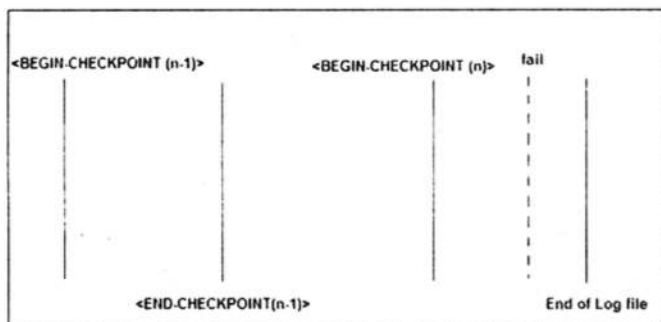 <BEGIN-CHECKPOINT (n-1)>
<BEGIN-CHECKPOINT (n)>
fail
<END-CHECKPOINT(n-1)>
End of Log file